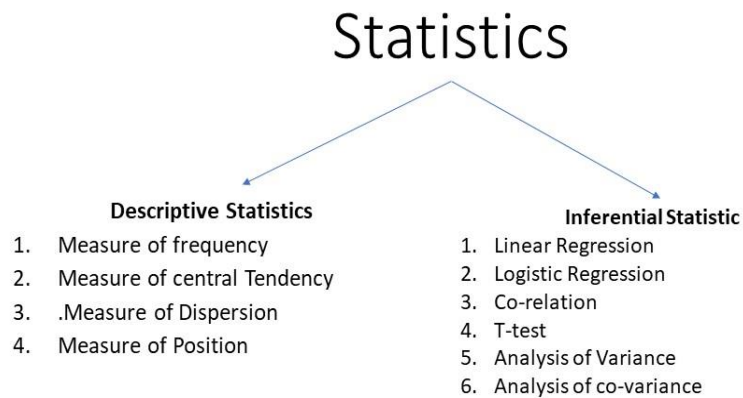 Statistics
Descriptive Statistics
1. Measure of frequency
2. Measure of central Tendency
3. .Measure of Dispersion
4. Measure of Position
Inferential Statistic
1. Linear Regression
2. Logistic Regression
3. Co-relation
4. T-test
5. Analysis of Variance
6. Analysis of co-variance